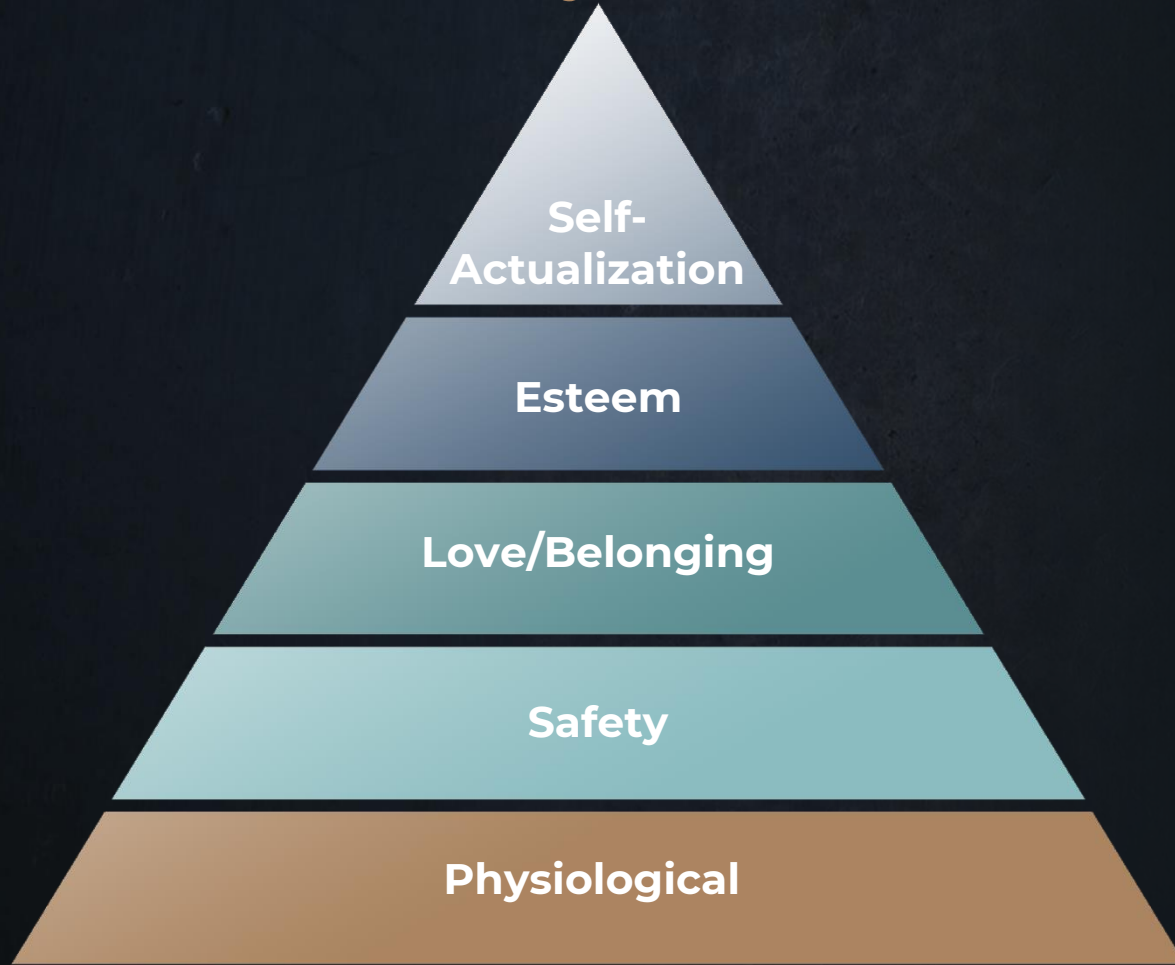 Self-
Actualization
Esteem
Love/Belonging
Safety
Physiological